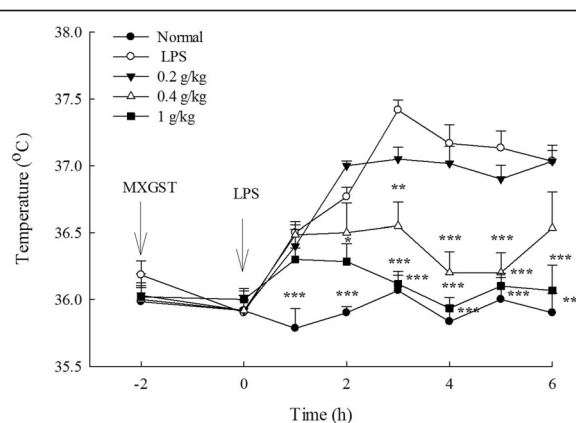 38.0
37.5
37.0
36.5
36.0
35.5
Temperature (°C)
Normal
LPS
0.2 g/kg
0.4 g/kg
1 g/kg
MXGST
LPS
**
*
***
***
***
***
***
***
***
***
***
***
***
***
**
-2
0
2
4
6
Time (h)